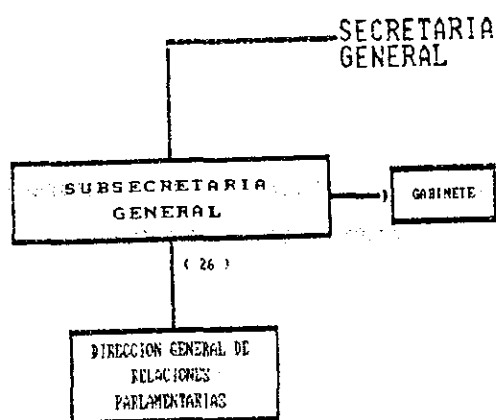 SECRETARIA
GENERAL
SUBSECRETARIA
GENERAL
GABINETE
( 26 )
DIRECCION GENERAL DE
RELACIONES
PARLAMENTARIAS